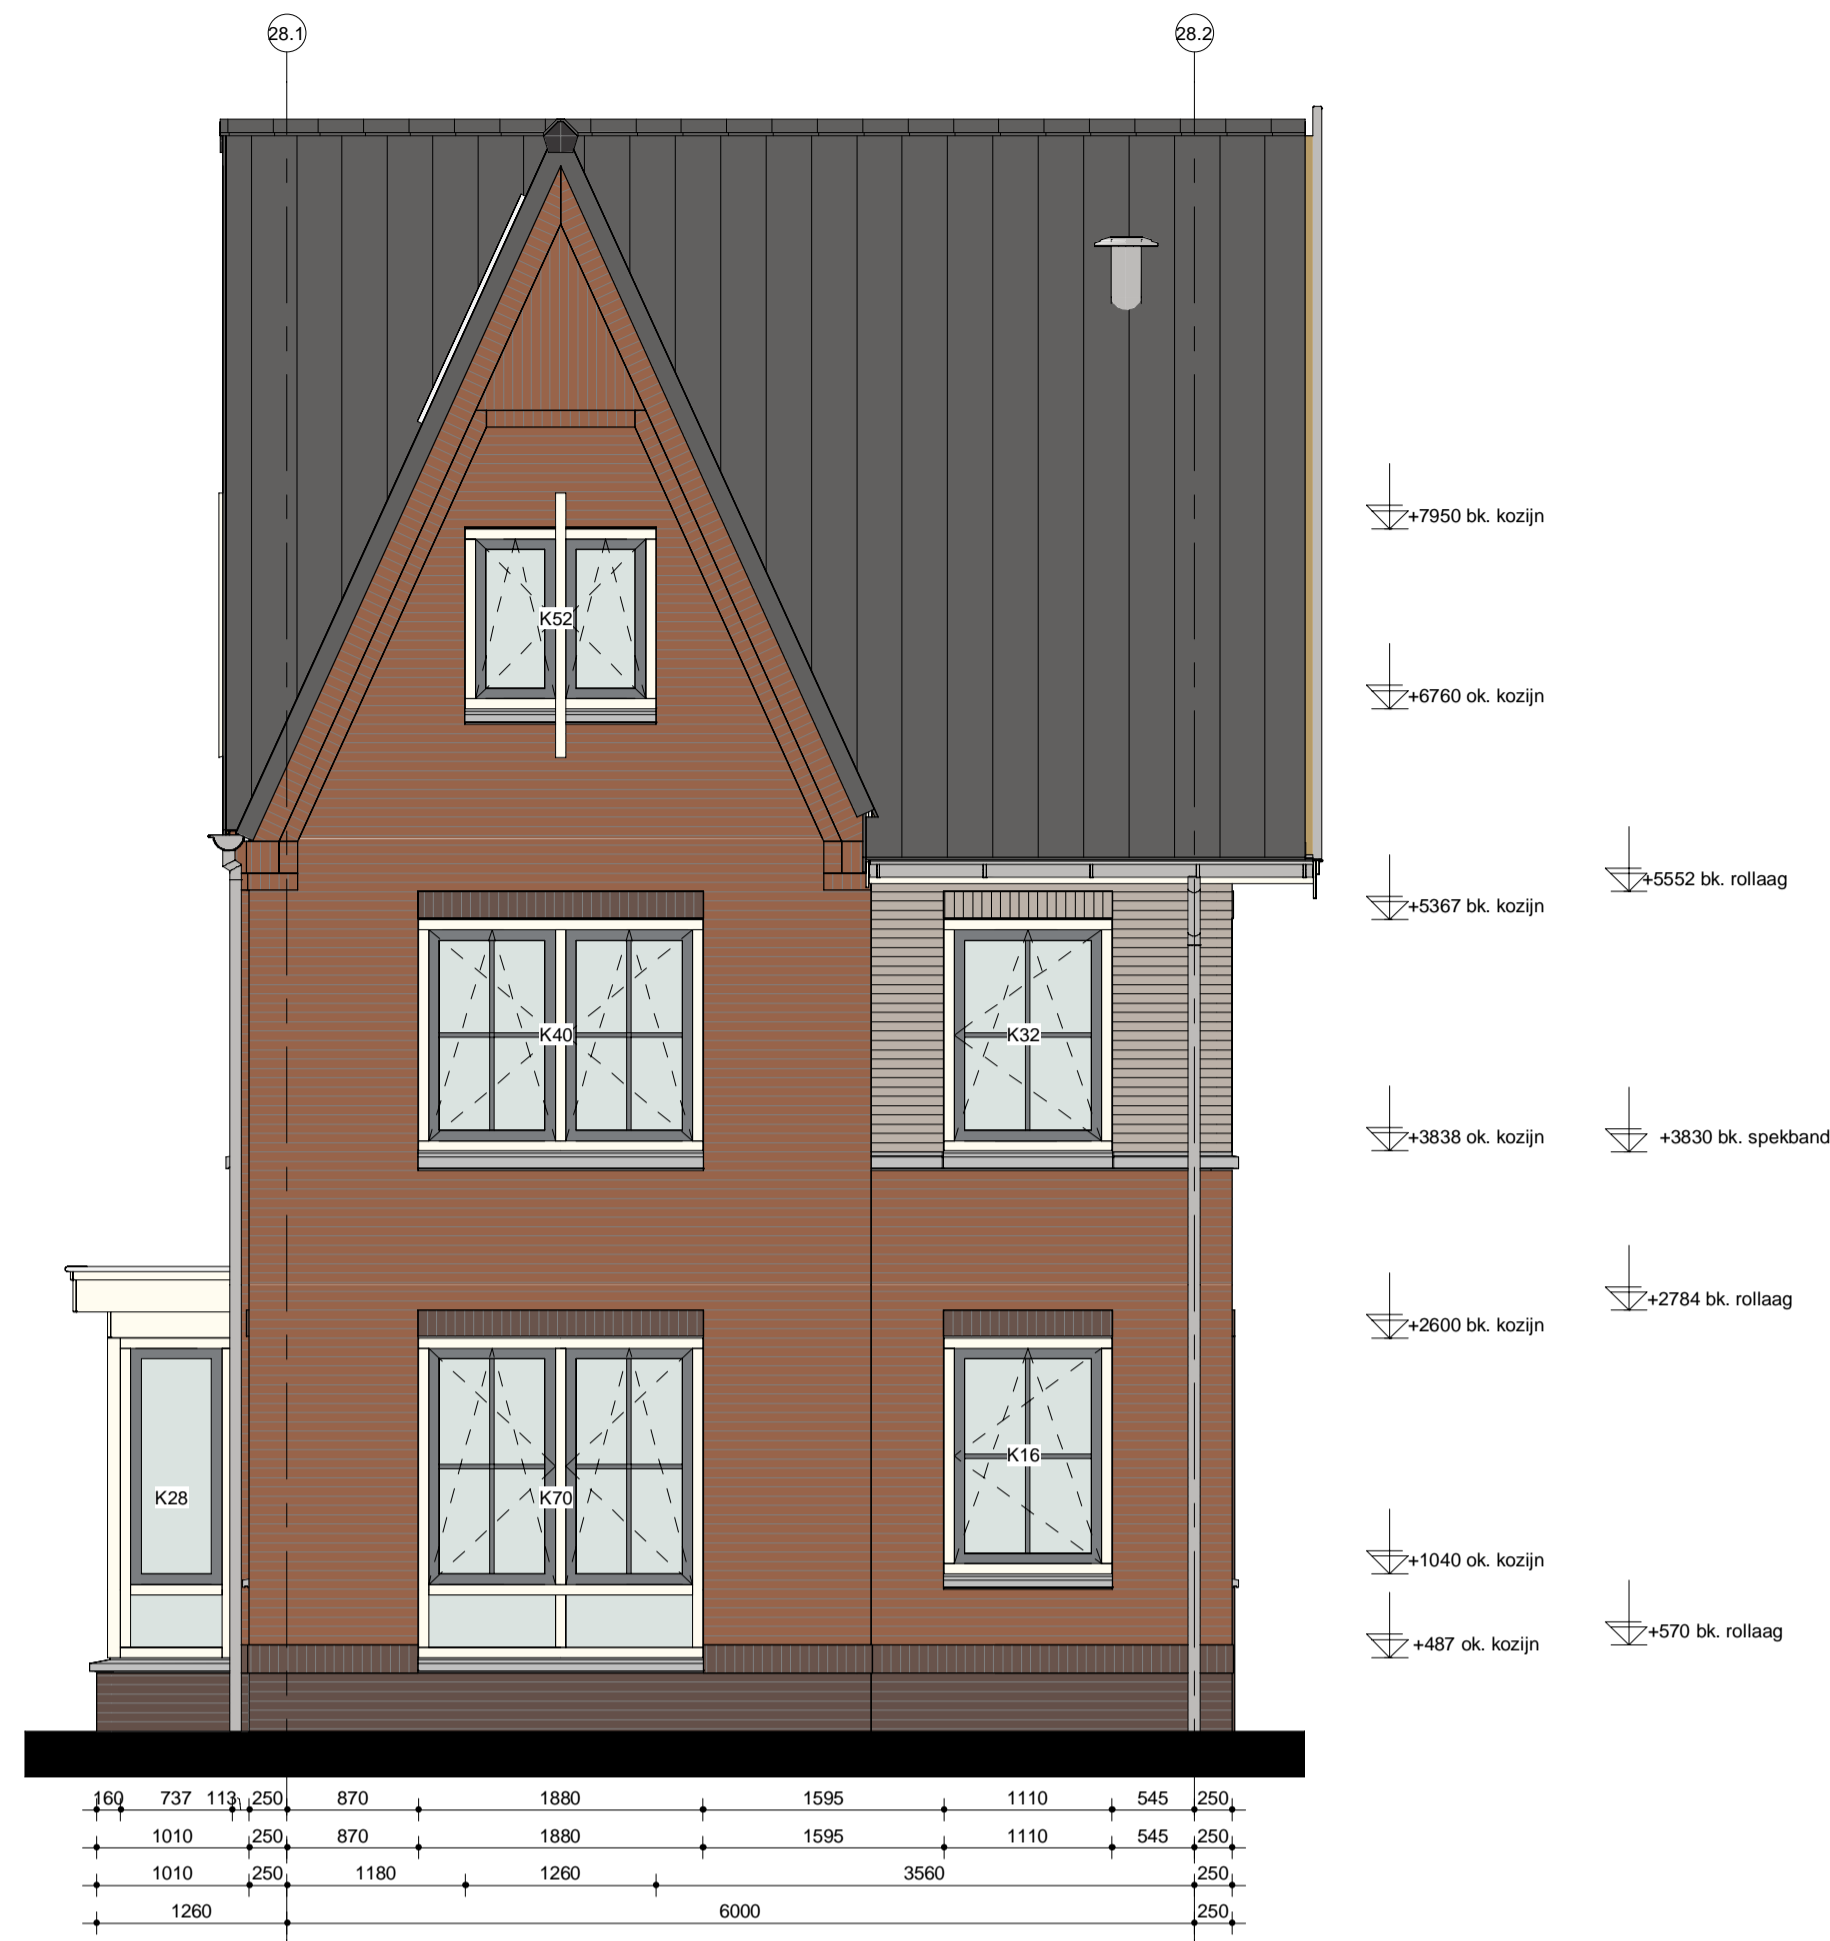 28.1 28.2
+7950 bk. kozijn
K52
+6760 ok. kozijn
+5552 bk. rollaag
+5367 bk. kozijn
K40 K32
+3838 ok. kozijn +3830 bk. spekband
+2784 bk. rollaag
+2600 bk. kozijn
K16
K28 K70
+1040 ok. kozijn
+570 bk. rollaag
+487 ok. kozijn
160 737 113 250 870 1880 1595 1110 545 250
1010 250 870 1880 1595 1110 545 250
1010 250 1180 1260 3560 250
1260 6000 250